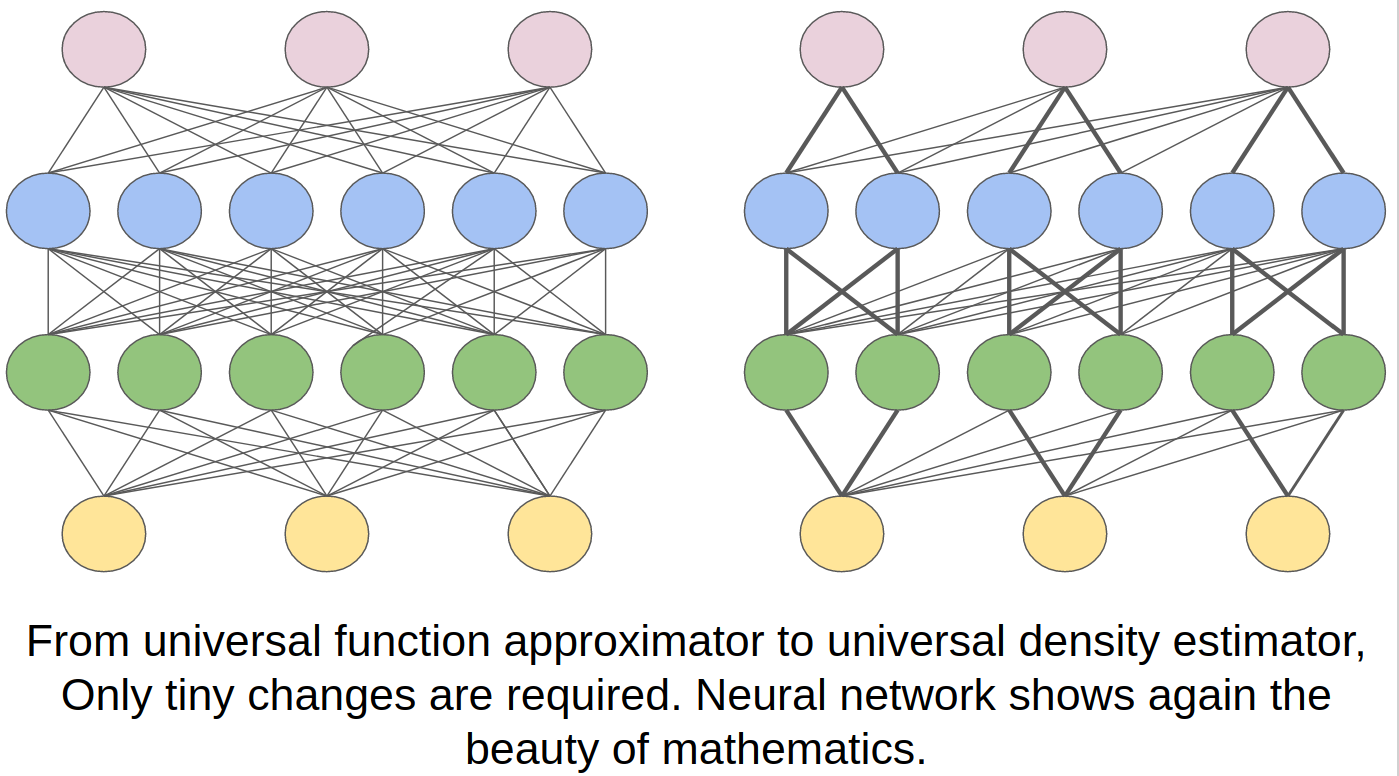 From universal function approximator to universal density estimator,
Only tiny changes are required. Neural network shows again the
beauty of mathematics.